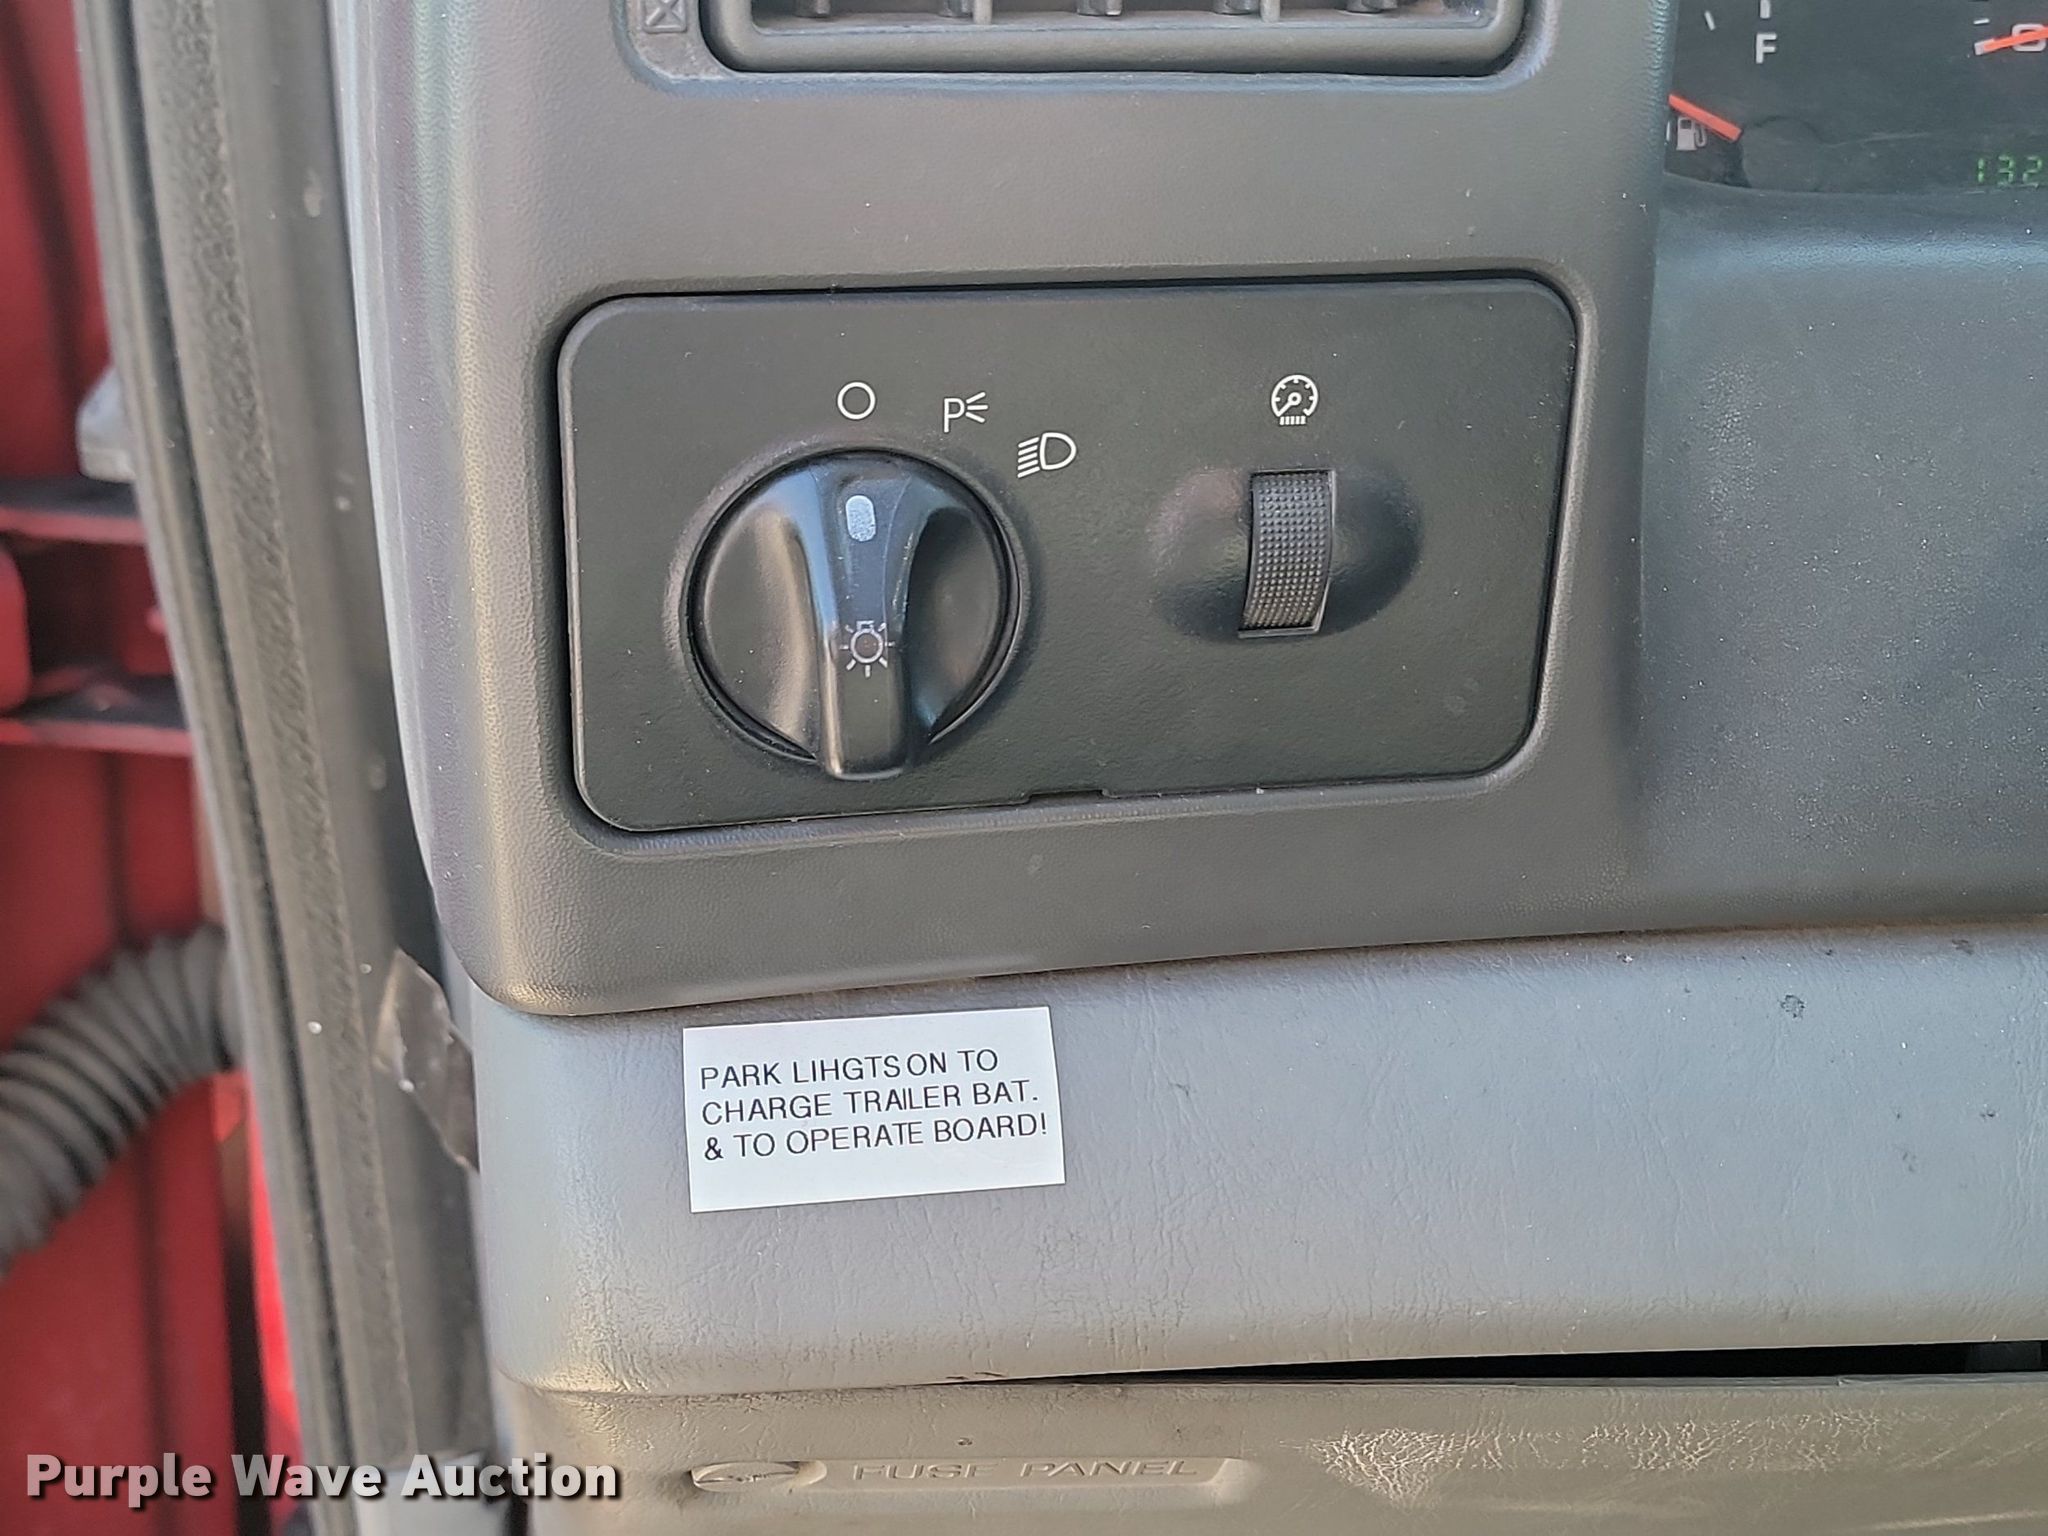 F
132
P
PARK LIHGTS ON TO
CHARGE TRAILER BAT.
& TO OPERATE BOARD!
FUSE PANEL
Purple Wave Auction